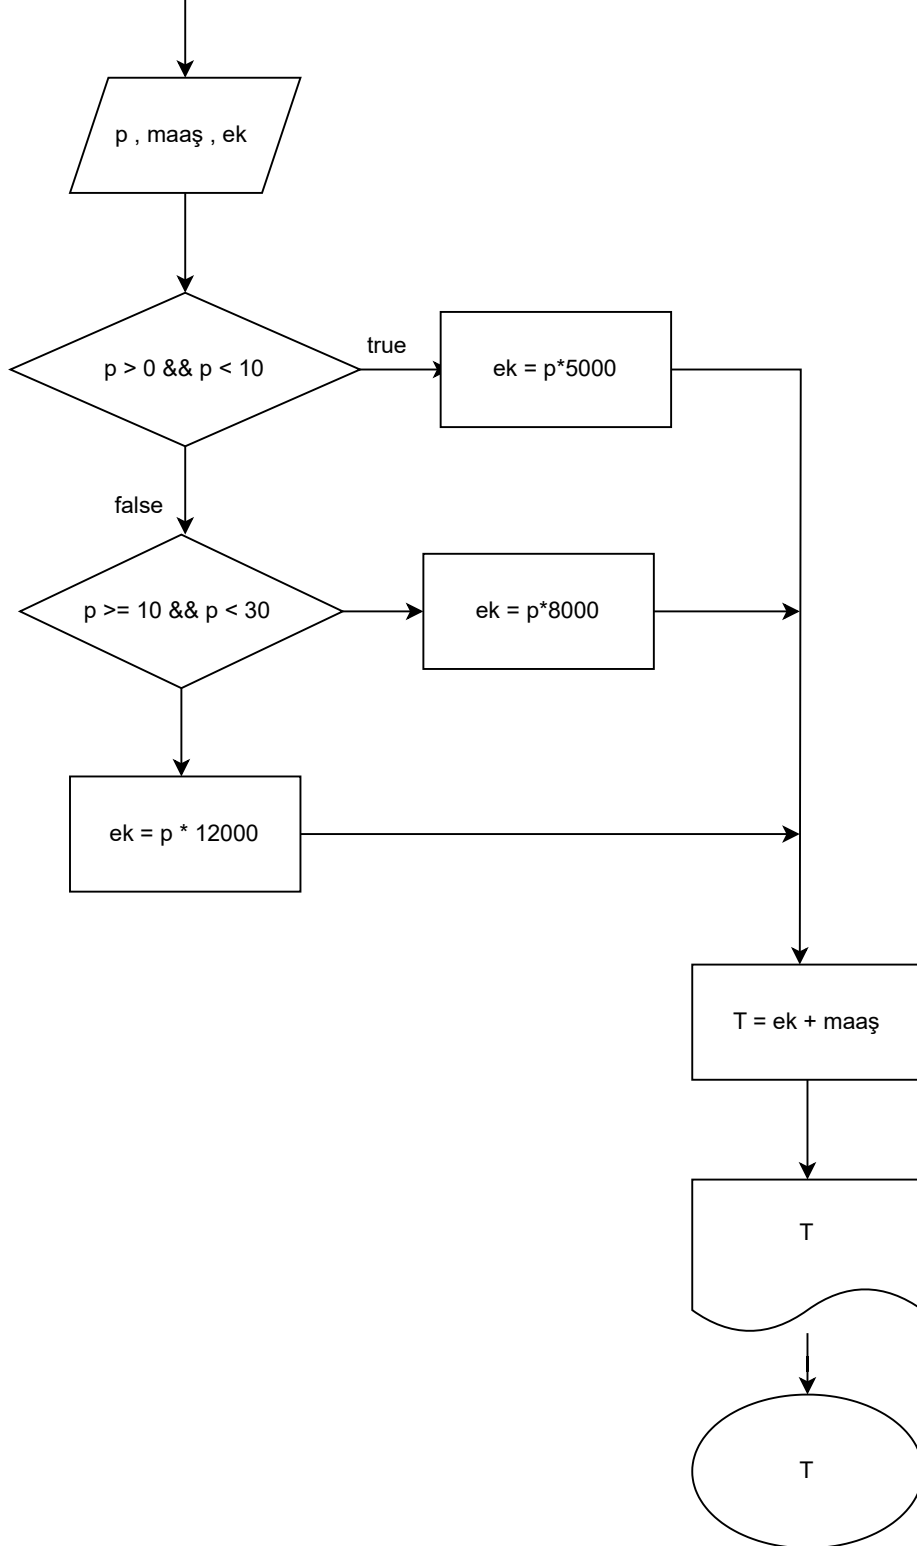 p , maaş , ek
p > 0 && p < 10
true
ek = p*5000
false
p >= 10 && p < 30
ek = p*8000
ek = p * 12000
T = ek + maaş
T
T